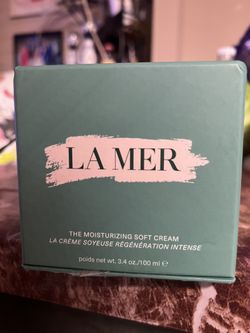 LA MER
THE MOISTURIZING SOFT CREAM
LA CRÈME SOYEUSE RÉGÉNÉRATION INTENSE
poids net wt. 3.4 oz./100 ml ℮